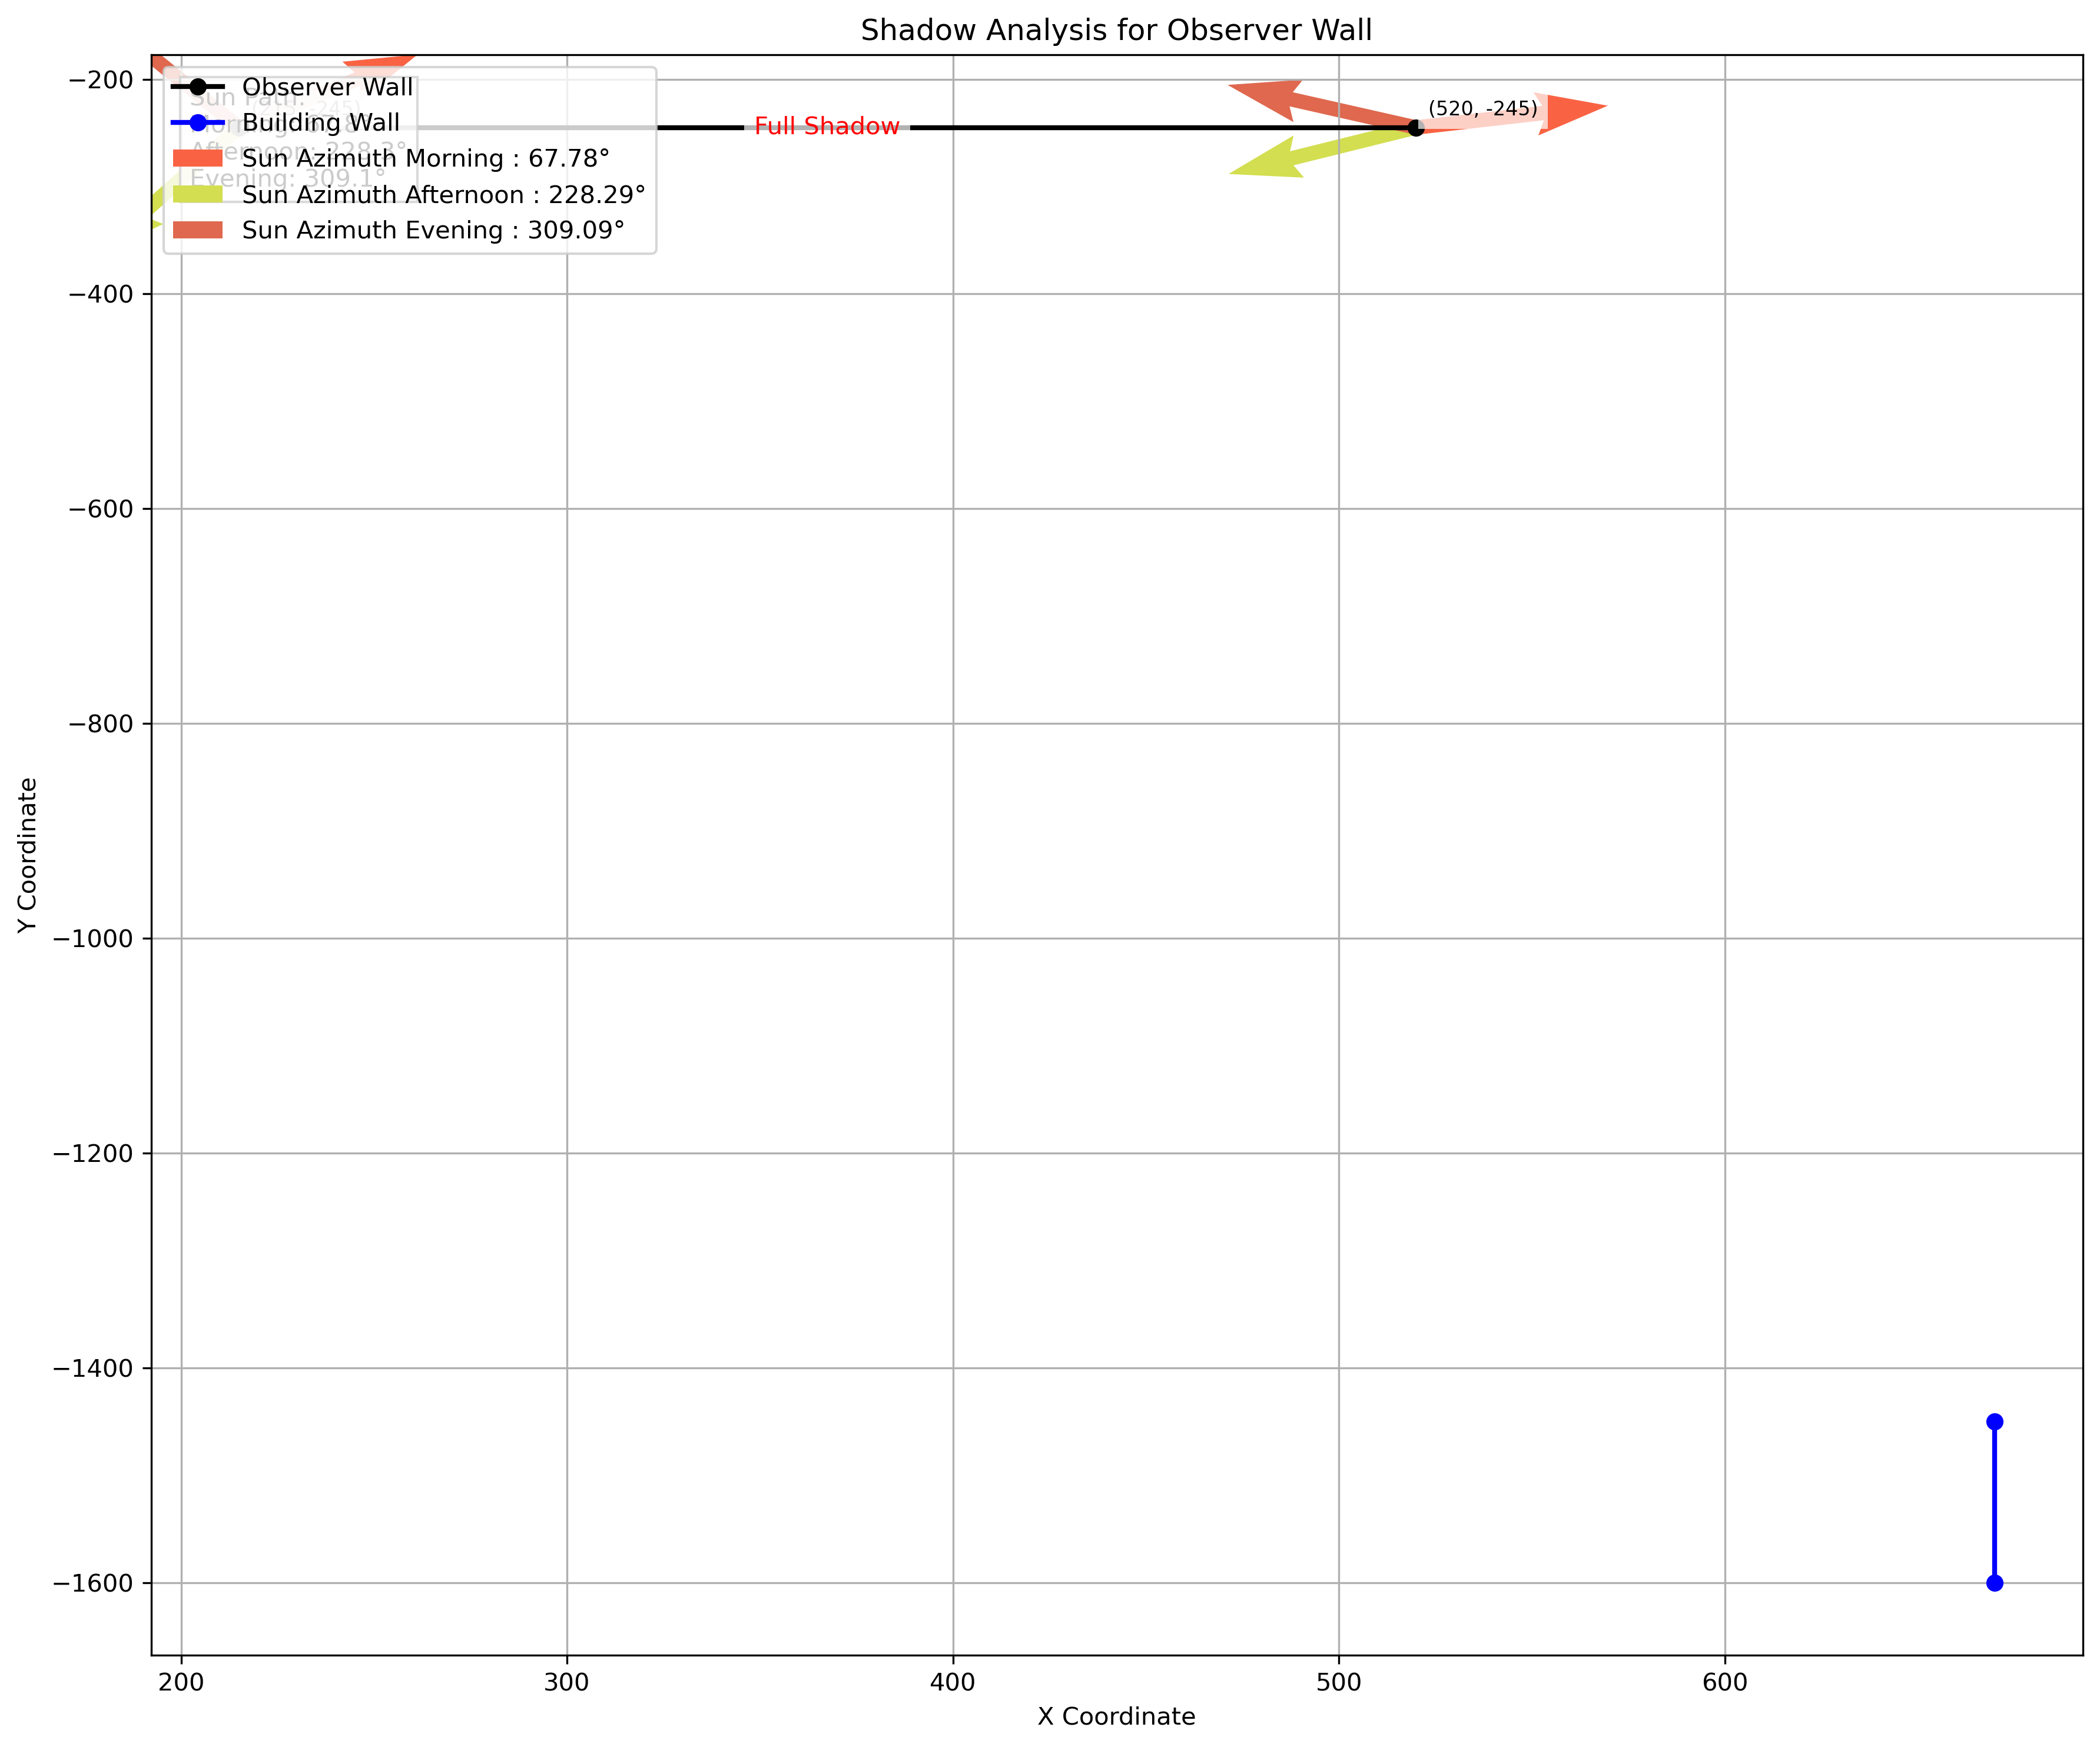 Shadow Analysis for Observer Wall
Observer Wall
Building Wall
Sun Azimuth Morning : 67.78°
Sun Azimuth Afternoon : 228.29°
Sun Azimuth Evening : 309.09°
Sun Path:
Morning: 67.8°
Afternoon: 228.3°
Evening: 309.1°
Full Shadow
(520, -245)
−200
−400
−600
−800
−1000
−1200
−1400
−1600
Y Coordinate
200
300
400
500
600
X Coordinate